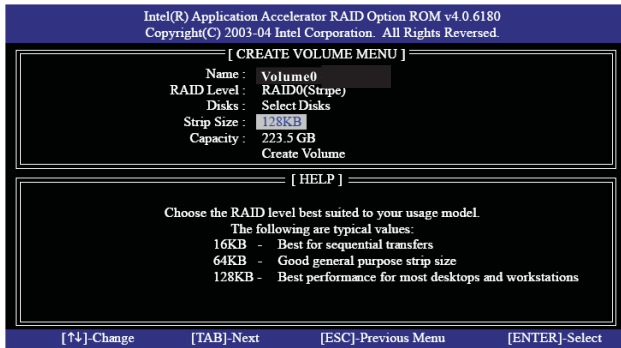 Intel(R) Application Accelerator RAID Option ROM v4.0.6180
Copyright(C) 2003-04 Intel Corporation. All Rights Reversed.
[ CREATE VOLUME MENU ]
Name : Volume0
RAID Level : RAID0(Stripe)
Disks : Select Disks
Strip Size : 128KB
Capacity : 223.5 GB
Create Volume
[ HELP ]
Choose the RAID level best suited to your usage model.
The following are typical values:
16KB - Best for sequential transfers
64KB - Good general purpose strip size
128KB - Best performance for most desktops and workstations
[↑↓]-Change [TAB]-Next [ESC]-Previous Menu [ENTER]-Select